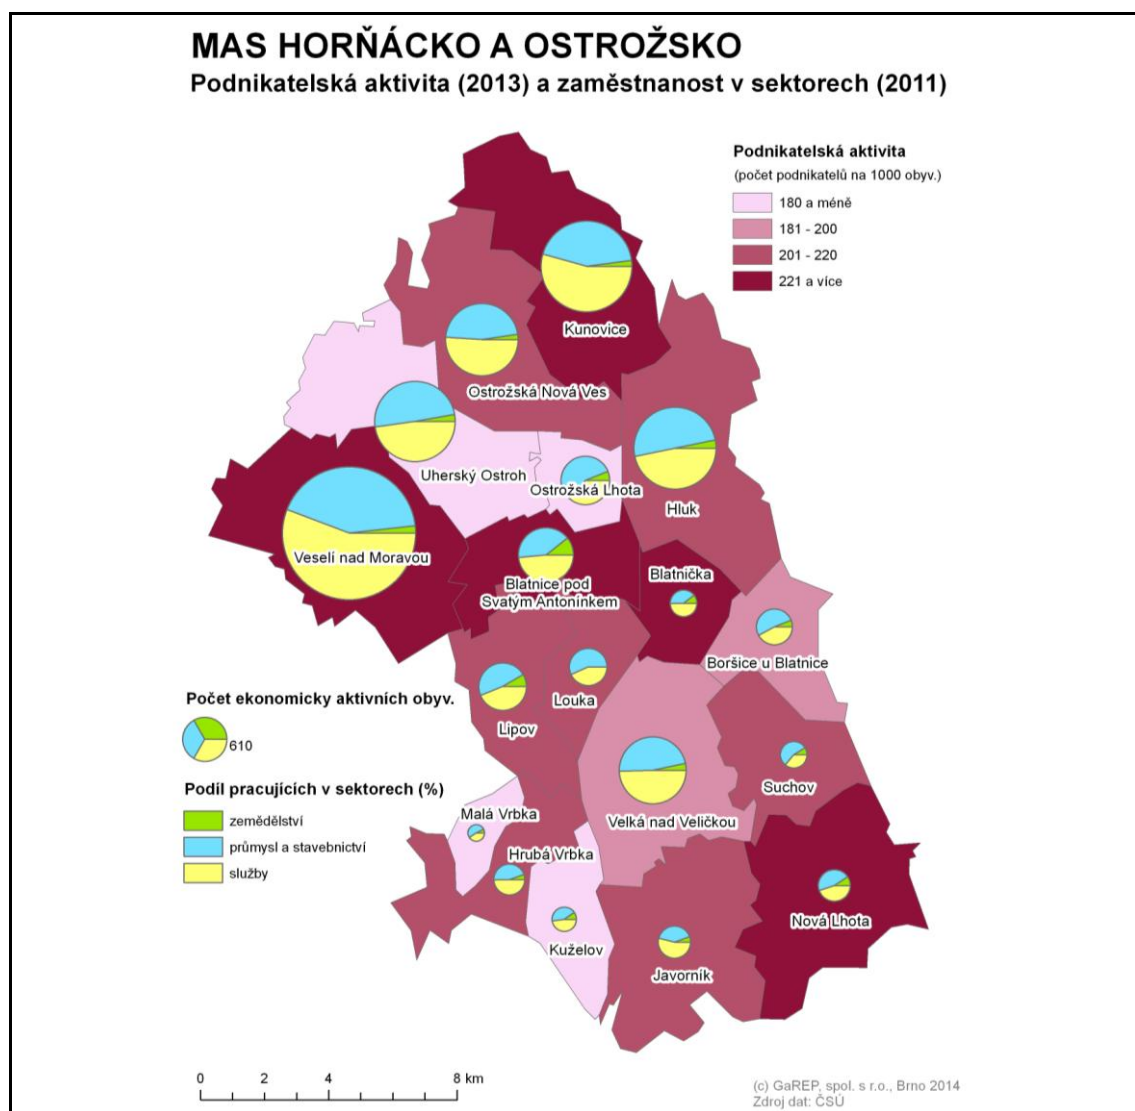 MAS HORŇÁCKO A OSTROŽSKO
Podnikatelská aktivita (2013) a zaměstnanost v sektorech (2011)
Podnikatelská aktivita
(počet podnikatelů na 1000 obyv.)
180 a méně
181 - 200
201 - 220
221 a více
Kunovice
Ostrožská Nová Ves
Uherský Ostroh
Ostrožská Lhota
Hluk
Veselí nad Moravou
Blatnice pod
Svatým Antonínkem
Blatnička
Boršice u Blatnice
Louka
Lipov
Suchov
Velká nad Veličkou
Malá Vrbka
Hrubá Vrbka
Nová Lhota
Kuželov
Javorník
Počet ekonomicky aktivních obyv.
610
Podíl pracujících v sektorech (%)
zemědělství
průmysl a stavebnictví
služby
0 2 4 8 km
(c) GaREP, spol. s r.o., Brno 2014
Zdroj dat: ČSÚ